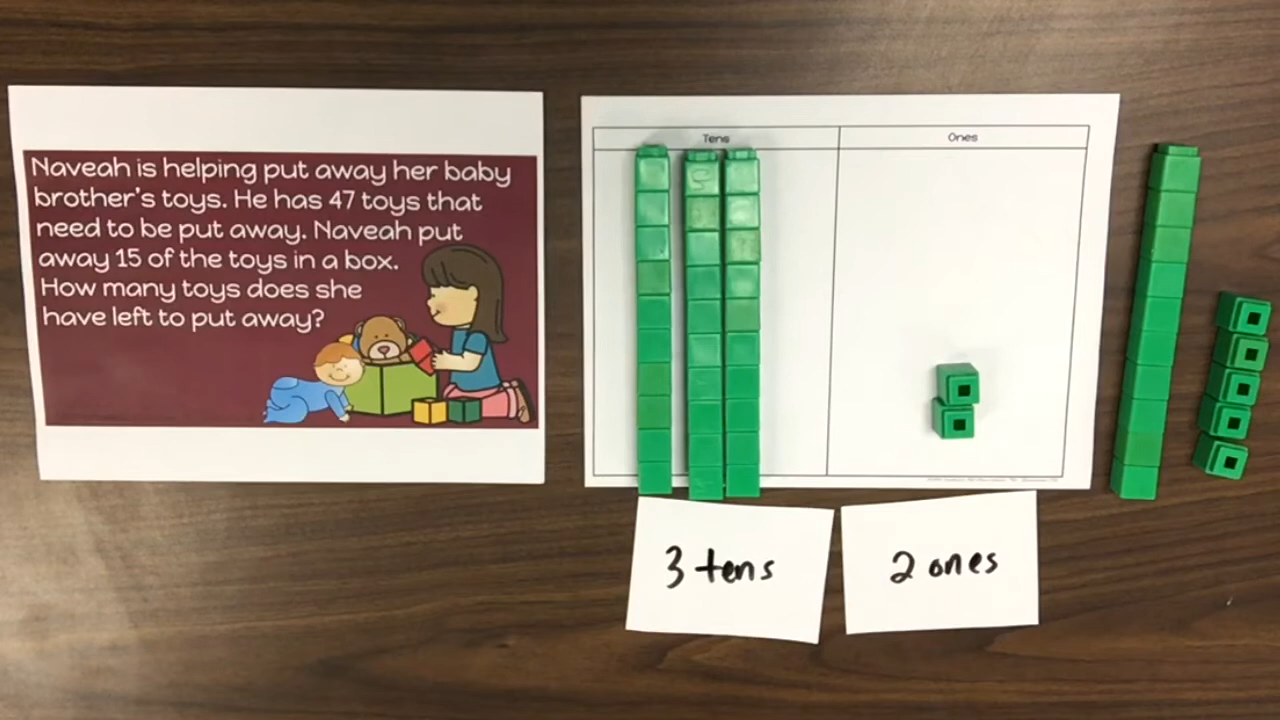 Naveah is helping put away her baby
brother's toys. He has 47 toys that
need to be put away. Naveah put
away 15 of the toys in a box.
How many toys does she
have left to put away?
Tens
Ones
3 tens
2 ones